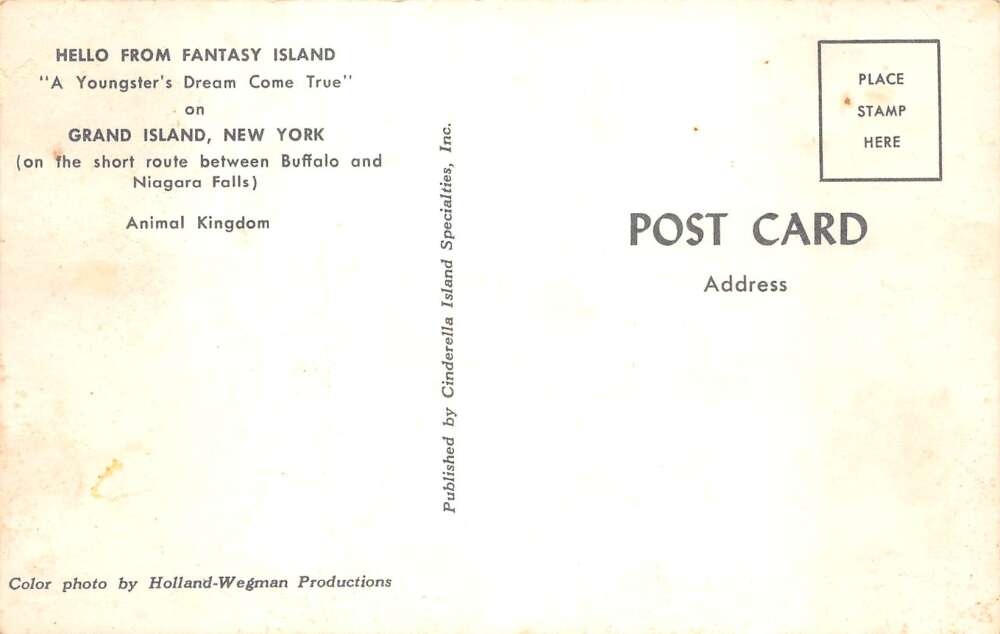 HELLO FROM FANTASY ISLAND
"A Youngster's Dream Come True"
on
GRAND ISLAND, NEW YORK
(on the short route between Buffalo and
Niagara Falls)
Animal Kingdom
Color photo by Holland-Wegman Productions
Published by Cinderella Island Specialties, Inc.
PLACE
STAMP
HERE
POST CARD
Address